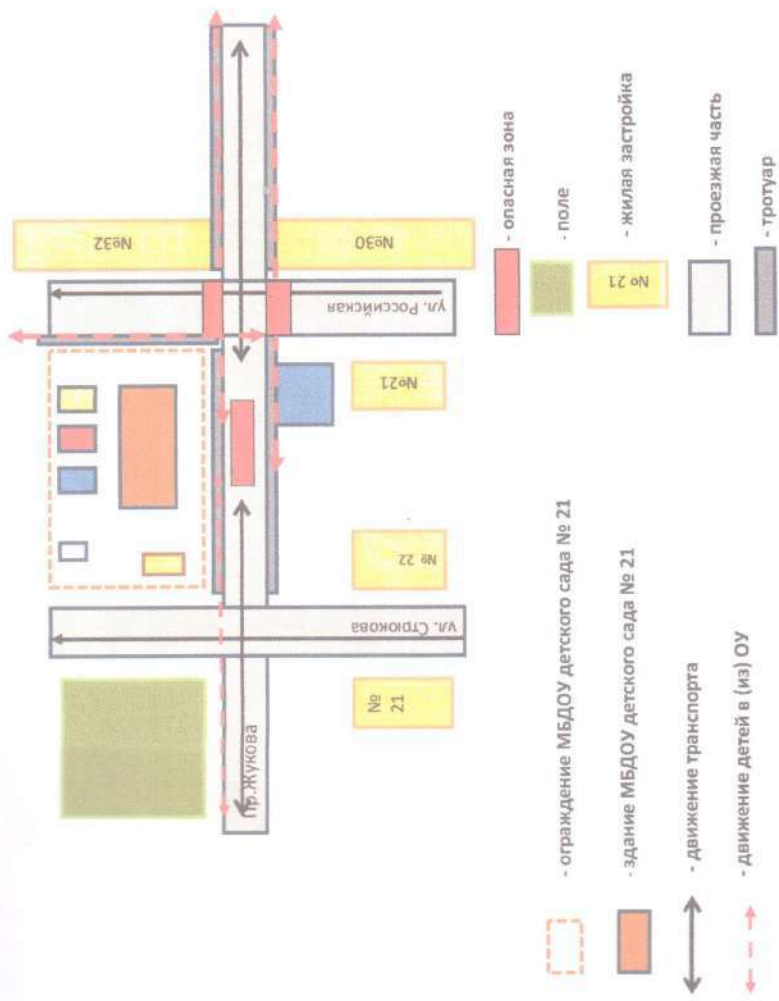 №32
№30
ул. Российская
№21
№ 22
ул. Стрюкова
№
21
пр.Жукова
- опасная зона
- поле
№ 21
- жилая застройка
- проезжая часть
- тротуар
- ограждение МБДОУ детского сада № 21
- здание МБДОУ детского сада № 21
- движение транспорта
- движение детей в (из) ОУ